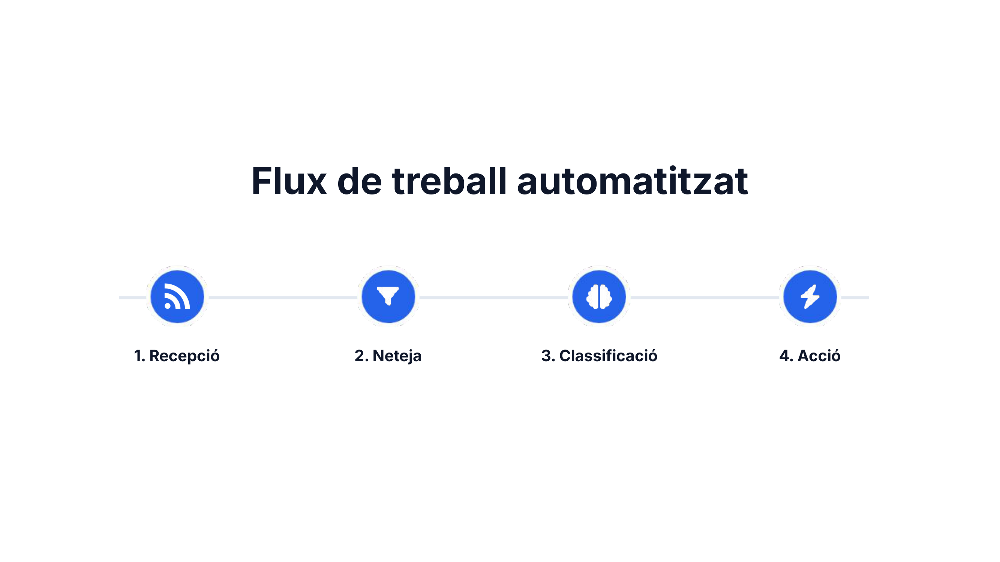 Flux de treball automatitzat
1. Recepció
2. Neteja
3. Classificació
4. Acció